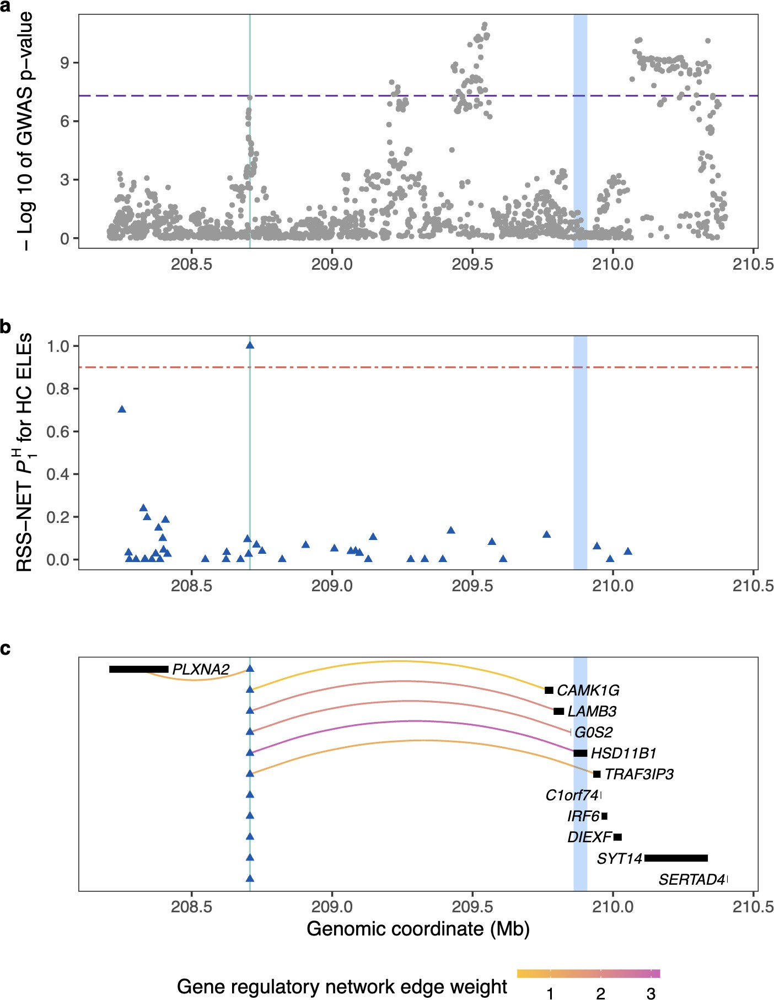 a
− Log 10 of GWAS p−value
9
6
3
0
208.5 209.0 209.5 210.0 210.5
b
RSS−NET P1H for HC ELEs
1.0
0.8
0.6
0.4
0.2
0.0
208.5 209.0 209.5 210.0 210.5
c
PLXNA2
CAMK1G
LAMB3
G0S2
HSD11B1
TRAF3IP3
C1orf74
IRF6
DIEXF
SYT14
SERTAD4
208.5 209.0 209.5 210.0 210.5
Genomic coordinate (Mb)
Gene regulatory network edge weight
1 2 3